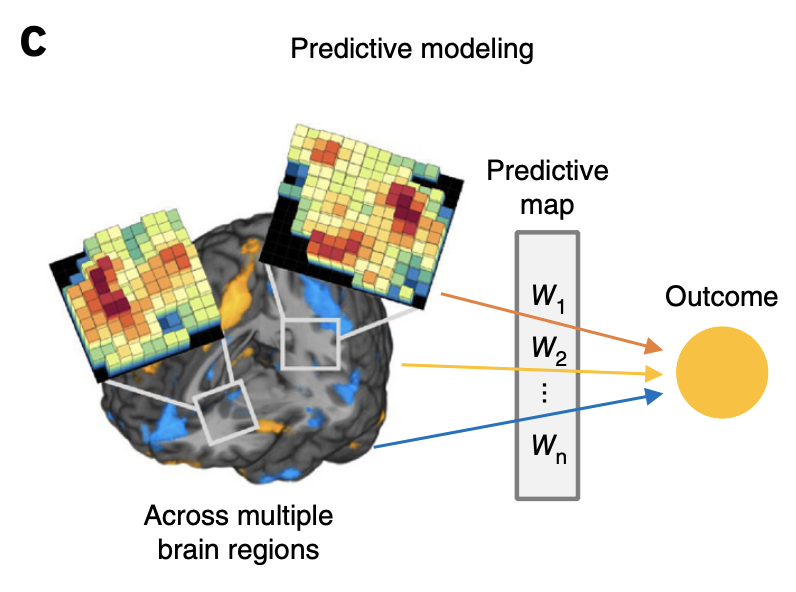 c
Predictive modeling
Predictive
map
W1
W2
⋮
Wn
Outcome
Across multiple
brain regions